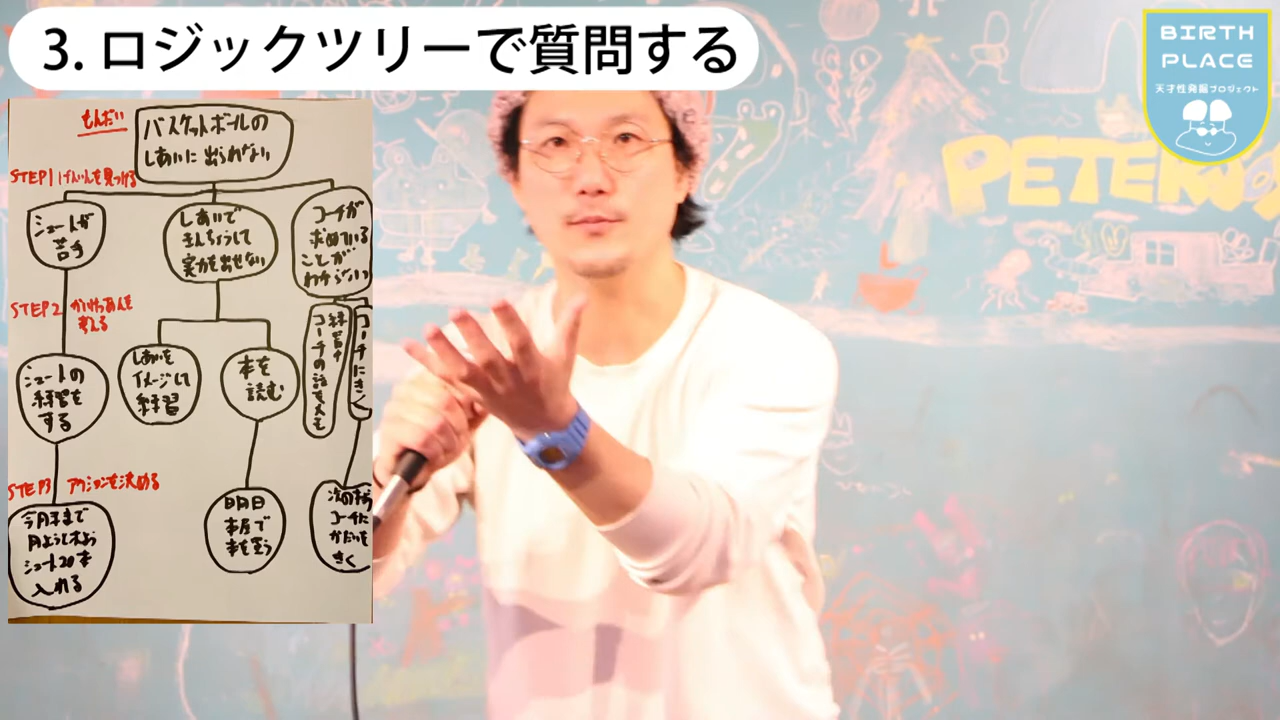 3. ロジックツリーで質問する
BIRTH
PLACE
天才性発掘プロジェクト
もんだい
バスケットボールの
しあいに出られない
STEP1 げんいんを見つける
シュートが
苦手
しあいで
きんちょうして
実力を出せない
コーチが
求めている
ことが
わからない
STEP2 かいけつあんを
考える
シュートの
練習を
する
しあいを
イメージして
練習
本を
読む
練習中
コーチの話を
コーチにきく
STEP3 アクションを決める
今月末まで
月ようと木よう
シュート20本
入れる
明日
本屋で
本を買う
次の
コーチに
きく
PETER